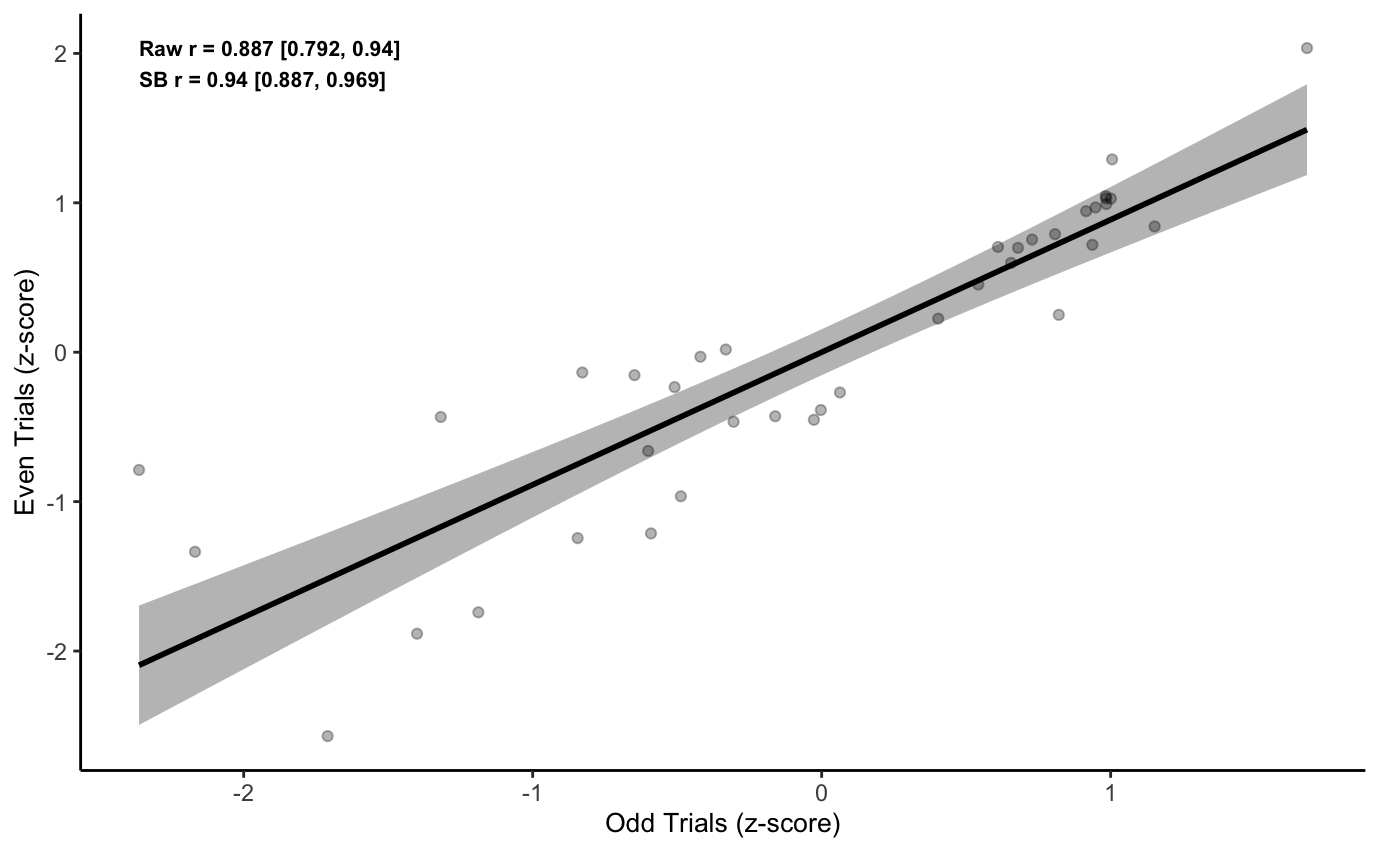 Raw r = 0.887 [0.792, 0.94]
SB r = 0.94 [0.887, 0.969]
2
1
0
-1
-2
Even Trials (z-score)
-2 -1 0 1
Odd Trials (z-score)